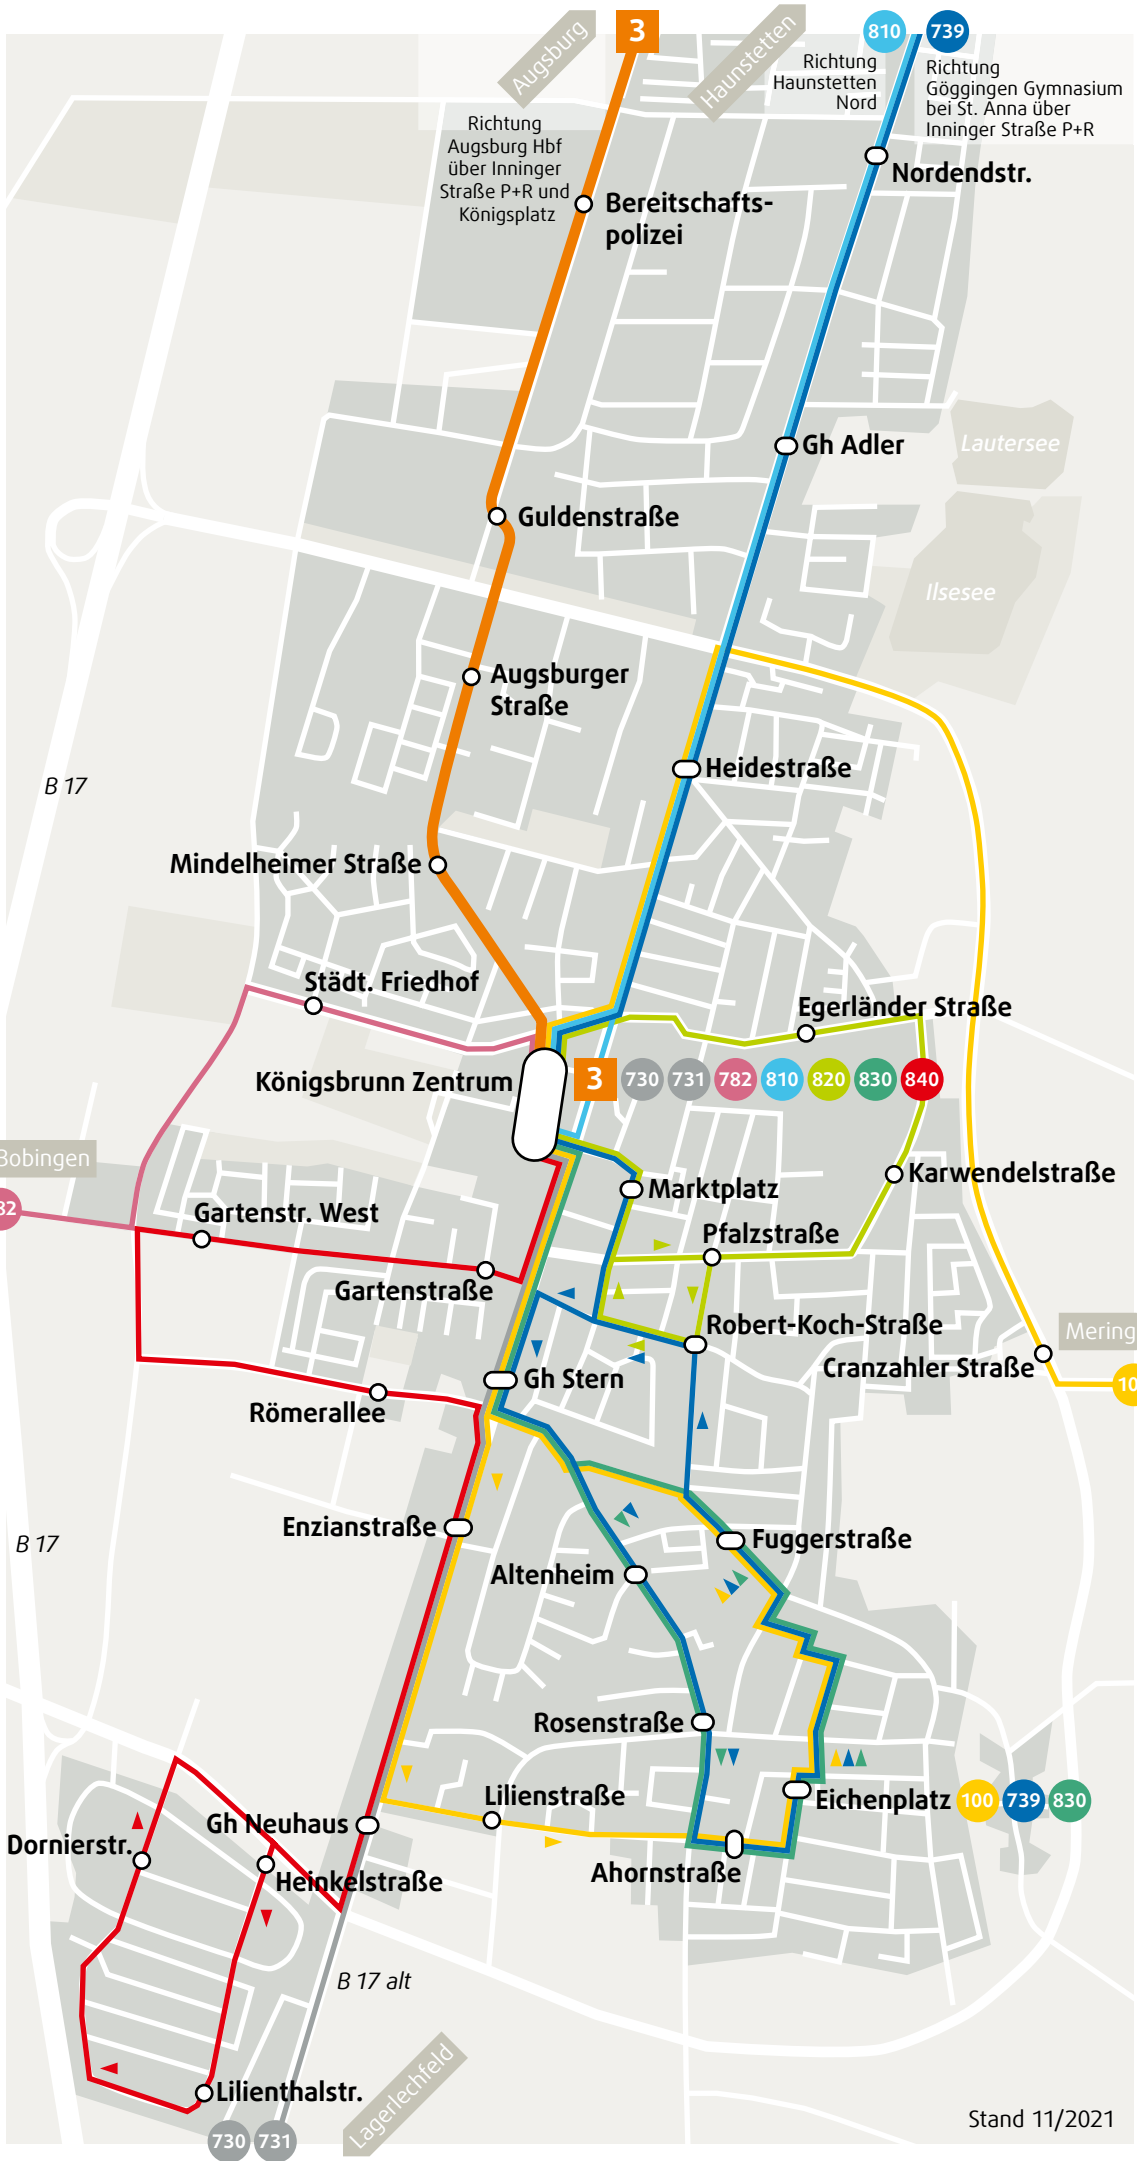 Augsburg
3
Haunstetten
810
739
Richtung
Haunstetten
Nord
Richtung
Göggingen Gymnasium
bei St. Anna über
Inninger Straße P+R
Richtung
Augsburg Hbf
über Inninger
Straße P+R und
Königsplatz
Nordendstr.
Bereitschafts-
polizei
Gh Adler
Lautersee
Guldenstraße
Ilsesee
Augsburger
Straße
Heidestraße
B 17
Mindelheimer Straße
Städt. Friedhof
Egerländer Straße
Königsbrunn Zentrum
3 730 731 782 810 820 830 840
Bobingen
Karwendelstraße
Marktplatz
82
Gartenstr. West
Pfalzstraße
Gartenstraße
Robert-Koch-Straße
Mering
Cranzahler Straße
Gh Stern
10
Römerallee
Enzianstraße
Fuggerstraße
B 17
Altenheim
Rosenstraße
Lilienstraße
Eichenplatz 100 739 830
Gh Neuhaus
Dornierstr.
Ahornstraße
Heinkelstraße
B 17 alt
Lagerlechfeld
Lilienthalstr.
Stand 11/2021
730 731